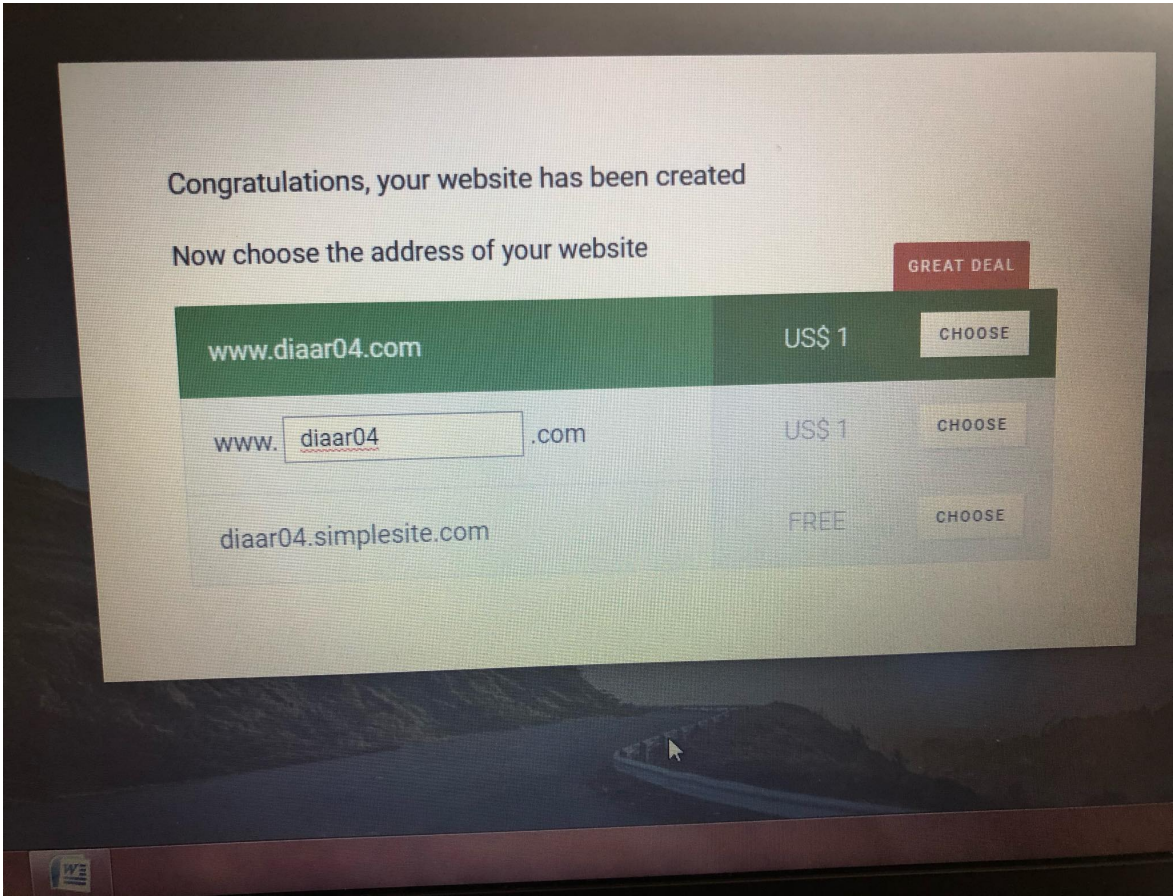 Congratulations, your website has been created
Now choose the address of your website
GREAT DEAL
www.diaar04.com US$ 1 CHOOSE
www. diaar04 .com US$ 1 CHOOSE
diaar04.simplesite.com FREE CHOOSE
W